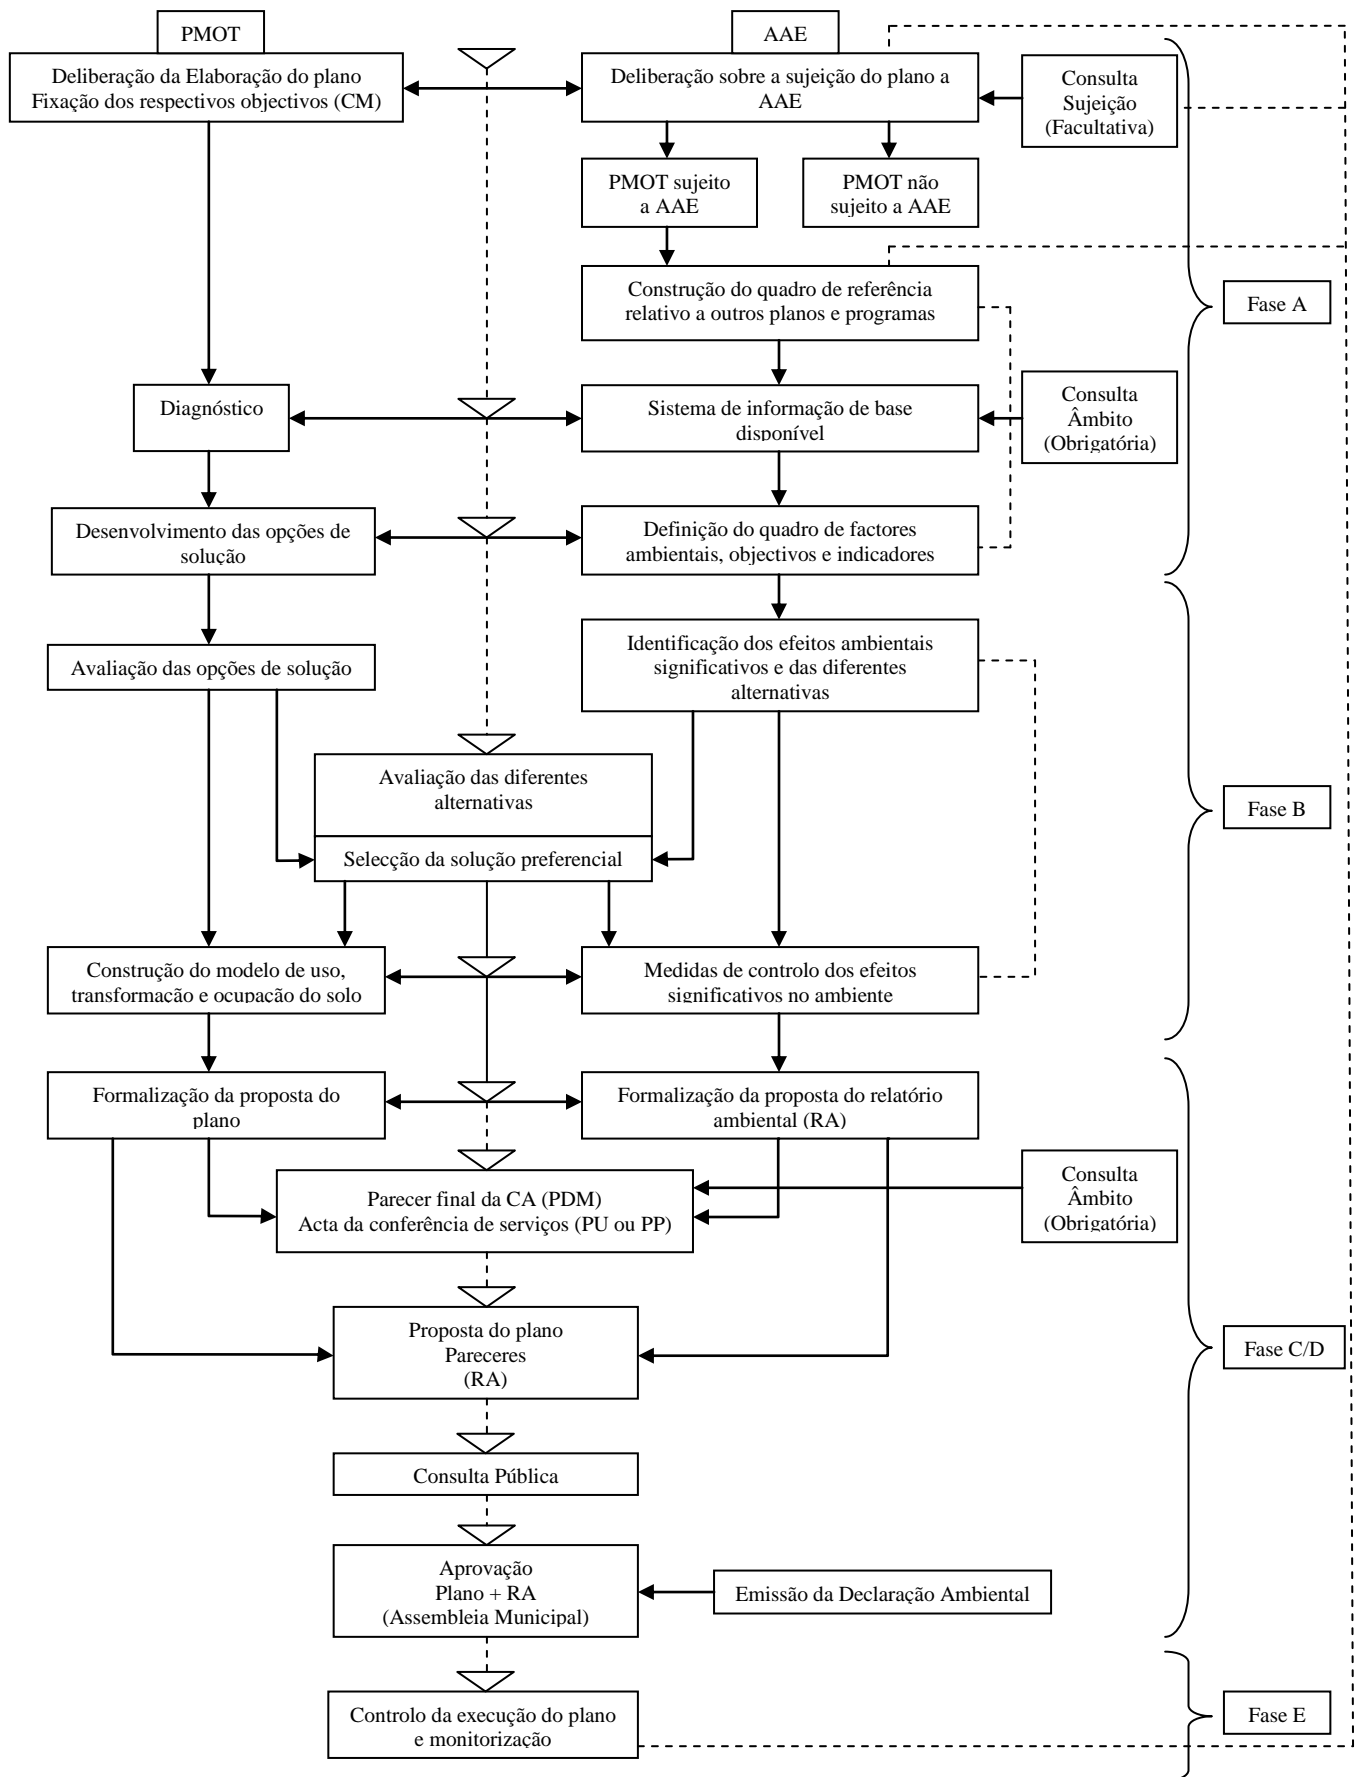 PMOT
AAE
Deliberação da Elaboração do plano
Fixação dos respectivos objectivos (CM)
Deliberação sobre a sujeição do plano a
AAE
Consulta
Sujeição
(Facultativa)
PMOT sujeito
a AAE
PMOT não
sujeito a AAE
Construção do quadro de referência
relativo a outros planos e programas
Fase A
Diagnóstico
Sistema de informação de base
disponível
Consulta
Âmbito
(Obrigatória)
Desenvolvimento das opções de
solução
Definição do quadro de factores
ambientais, objectivos e indicadores
Avaliação das opções de solução
Identificação dos efeitos ambientais
significativos e das diferentes
alternativas
Avaliação das diferentes
alternativas
Fase B
Selecção da solução preferencial
Construção do modelo de uso,
transformação e ocupação do solo
Medidas de controlo dos efeitos
significativos no ambiente
Formalização da proposta do
plano
Formalização da proposta do relatório
ambiental (RA)
Parecer final da CA (PDM)
Acta da conferência de serviços (PU ou PP)
Consulta
Âmbito
(Obrigatória)
Proposta do plano
Pareceres
(RA)
Fase C/D
Consulta Pública
Aprovação
Plano + RA
(Assembleia Municipal)
Emissão da Declaração Ambiental
Controlo da execução do plano
e monitorização
Fase E